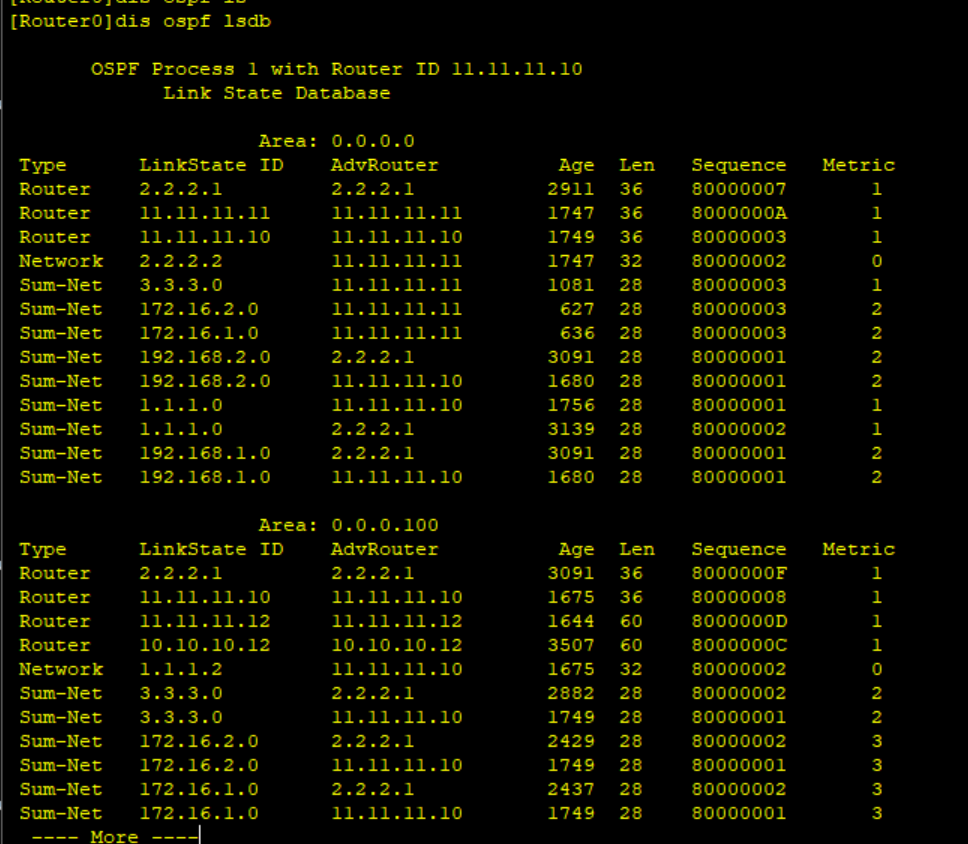 [Router0]dis ospf ls
[Router0]dis ospf lsdb
OSPF Process 1 with Router ID 11.11.11.10
Link State Database
Area: 0.0.0.0
Type LinkState ID AdvRouter Age Len Sequence Metric
Router 2.2.2.1 2.2.2.1 2911 36 80000007 1
Router 11.11.11.11 11.11.11.11 1747 36 8000000A 1
Router 11.11.11.10 11.11.11.10 1749 36 80000003 1
Network 2.2.2.2 11.11.11.11 1747 32 80000002 0
Sum-Net 3.3.3.0 11.11.11.11 1081 28 80000003 1
Sum-Net 172.16.2.0 11.11.11.11 627 28 80000003 2
Sum-Net 172.16.1.0 11.11.11.11 636 28 80000003 2
Sum-Net 192.168.2.0 2.2.2.1 3091 28 80000001 2
Sum-Net 192.168.2.0 11.11.11.10 1680 28 80000001 2
Sum-Net 1.1.1.0 11.11.11.10 1756 28 80000001 1
Sum-Net 1.1.1.0 2.2.2.1 3139 28 80000002 1
Sum-Net 192.168.1.0 2.2.2.1 3091 28 80000001 2
Sum-Net 192.168.1.0 11.11.11.10 1680 28 80000001 2
Area: 0.0.0.100
Type LinkState ID AdvRouter Age Len Sequence Metric
Router 2.2.2.1 2.2.2.1 3091 36 8000000F 1
Router 11.11.11.10 11.11.11.10 1675 36 80000008 1
Router 11.11.11.12 11.11.11.12 1644 60 8000000D 1
Router 10.10.10.12 10.10.10.12 3507 60 8000000C 1
Network 1.1.1.2 11.11.11.10 1675 32 80000002 0
Sum-Net 3.3.3.0 2.2.2.1 2882 28 80000002 2
Sum-Net 3.3.3.0 11.11.11.10 1749 28 80000001 2
Sum-Net 172.16.2.0 2.2.2.1 2429 28 80000002 3
Sum-Net 172.16.2.0 11.11.11.10 1749 28 80000001 3
Sum-Net 172.16.1.0 2.2.2.1 2437 28 80000002 3
Sum-Net 172.16.1.0 11.11.11.10 1749 28 80000001 3
---- More ----